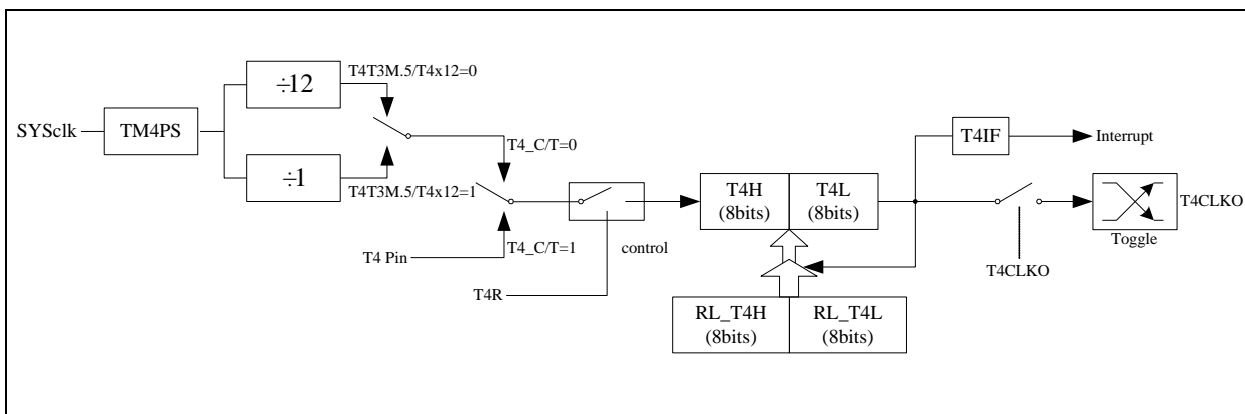 ÷12
T4T3M.5/T4x12=0
SYSclk
TM4PS
T4_C/T=0
T4IF
Interrupt
÷1
T4T3M.5/T4x12=1
T4H
(8bits)
T4L
(8bits)
T4CLKO
Toggle
T4 Pin
T4_C/T=1
control
T4R
T4CLKO
RL_T4H
(8bits)
RL_T4L
(8bits)